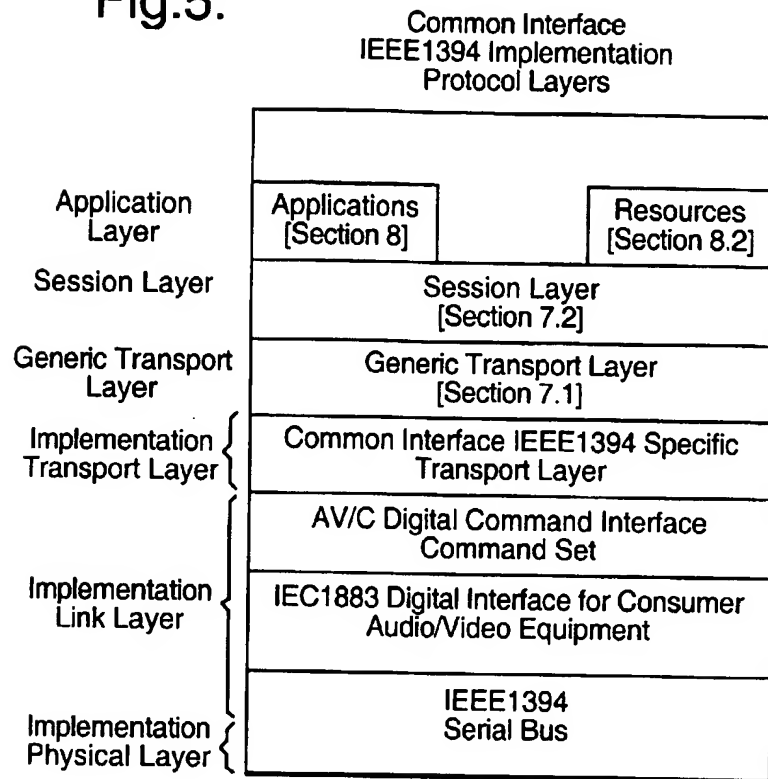 Fig.5.
Common Interface
IEEE1394 Implementation
Protocol Layers
Application
Layer
Applications
[Section 8]
Resources
[Section 8.2]
Session Layer
Session Layer
[Section 7.2]
Generic Transport
Layer
Generic Transport Layer
[Section 7.1]
Implementation
Transport Layer
Common Interface IEEE1394 Specific
Transport Layer
AV/C Digital Command Interface
Command Set
Implementation
Link Layer
IEC1883 Digital Interface for Consumer
Audio/Video Equipment
IEEE1394
Serial Bus
Implementation
Physical Layer